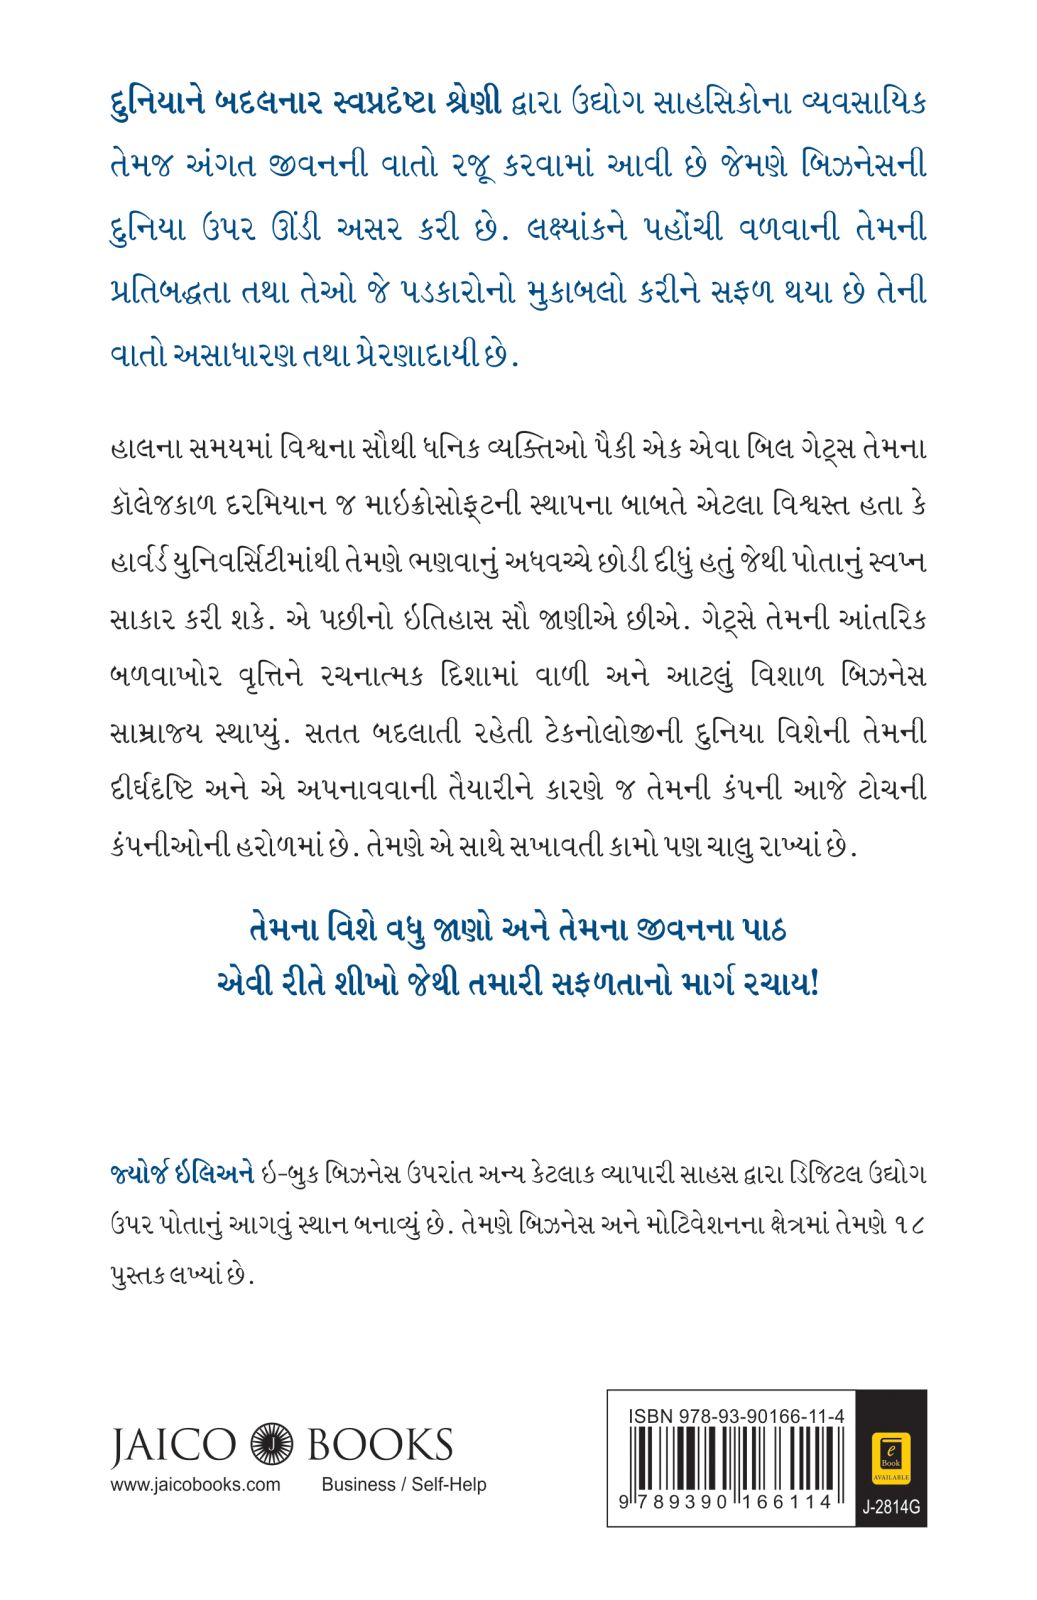 દુનિયાને બદલનાર સ્વપ્નદ્રષ્ટા શ્રેણી દ્વારા ઉદ્યોગ સાહસિકોના વ્યવસાયિક
તેમજ અંગત જીવનની વાતો રજૂ કરવામાં આવી છે જેમણે બિઝનેસની
દુનિયા ઉપર ઊંડી અસર કરી છે. લક્ષ્યાંકને પહોંચી વળવાની તેમની
પ્રતિબદ્ધતા તથા તેઓ જે પડકારોનો મુકાબલો કરીને સફળ થયા છે તેની
વાતો અસાધારણ તથા પ્રેરણાદાયી છે.
હાલના સમયમાં વિશ્વના સૌથી ધનિક વ્યક્તિઓ પૈકી એક એવા બિલ ગેટ્સ તેમના
કૉલેજકાળ દરમિયાન જ માઇક્રોસોફ્ટની સ્થાપના બાબતે એટલા વિશ્વસ્ત હતા કે
હાર્વર્ડ યુનિવર્સિટીમાંથી તેમણે ભણવાનું અધવચ્ચે છોડી દીધું હતું જેથી પોતાનું સ્વપ્ન
સાકાર કરી શકે. એ પછીનો ઇતિહાસ સૌ જાણીએ છીએ. ગેટ્સે તેમની આંતરિક
બળવાખોર વૃત્તિને રચનાત્મક દિશામાં વાળી અને આટલું વિશાળ બિઝનેસ
સામ્રાજ્ય સ્થાપ્યું. સતત બદલાતી રહેતી ટેકનોલોજીની દુનિયા વિશેની તેમની
દીર્ઘદૃષ્ટિ અને એ અપનાવવાની તૈયારીને કારણે જ તેમની કંપની આજે ટોચની
કંપનીઓની હરોળમાં છે. તેમણે એ સાથે સખાવતી કામો પણ ચાલુ રાખ્યાં છે.
તેમના વિશે વધુ જાણો અને તેમના જીવનના પાઠ
એવી રીતે શીખો જેથી તમારી સફળતાનો માર્ગ રચાય!
જ્યોર્જ ઇલિઅને ઇ-બુક બિઝનેસ ઉપરાંત અન્ય કેટલાક વ્યાપારી સાહસ દ્વારા ડિજિટલ ઉદ્યોગ
ઉપર પોતાનું આગવું સ્થાન બનાવ્યું છે. તેમણે બિઝનેસ અને મોટિવેશનના ક્ષેત્રમાં તેમણે ૧૮
પુસ્તક લખ્યાં છે.
JAICO J BOOKS
www.jaicobooks.com Business / Self-Help
ISBN 978-93-90166-11-4
9 789390 166114
e
Book
AVAILABLE
J-2814G